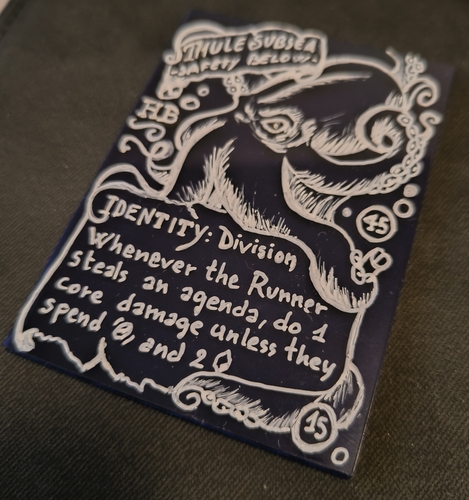 THULE SUBSEA
SAFETY BELOW
HB
45
IDENTITY: Division
Whenever the Runner
steals an agenda, do 1
core damage unless they
spend , and 2
15